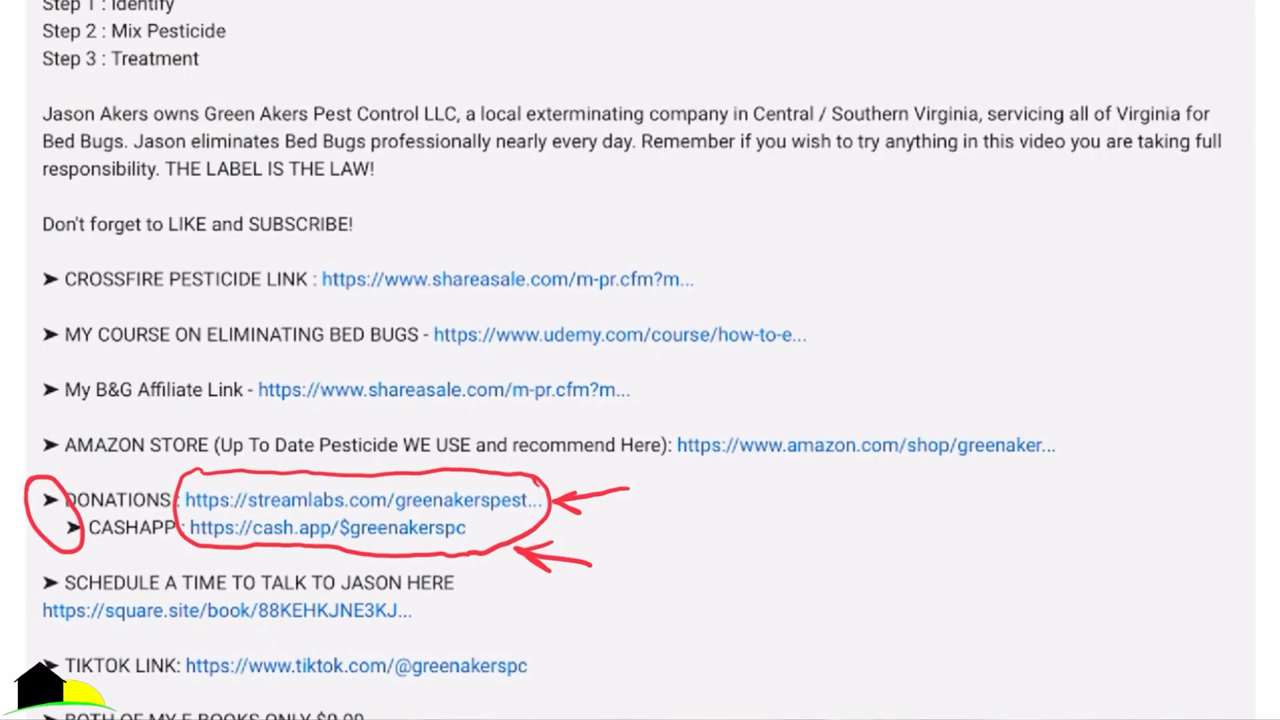 Step 1 : Identify
Step 2 : Mix Pesticide
Step 3 : Treatment
Jason Akers owns Green Akers Pest Control LLC, a local exterminating company in Central / Southern Virginia, servicing all of Virginia for
Bed Bugs. Jason eliminates Bed Bugs professionally nearly every day. Remember if you wish to try anything in this video you are taking full
responsibility. THE LABEL IS THE LAW!
Don't forget to LIKE and SUBSCRIBE!
➤ CROSSFIRE PESTICIDE LINK : https://www.shareasale.com/m-pr.cfm?m...
➤ MY COURSE ON ELIMINATING BED BUGS - https://www.udemy.com/course/how-to-e...
➤ My B&G Affiliate Link - https://www.shareasale.com/m-pr.cfm?m...
➤ AMAZON STORE (Up To Date Pesticide WE USE and recommend Here): https://www.amazon.com/shop/greenaker...
➤ DONATIONS : https://streamlabs.com/greenakerspest...
➤ CASHAPP : https://cash.app/$greenakerspc
➤ SCHEDULE A TIME TO TALK TO JASON HERE
https://square.site/book/88KEHKJNE3KJ...
➤ TIKTOK LINK: https://www.tiktok.com/@greenakerspc
➤ BOTH OF MY E BOOKS ONLY $9.99